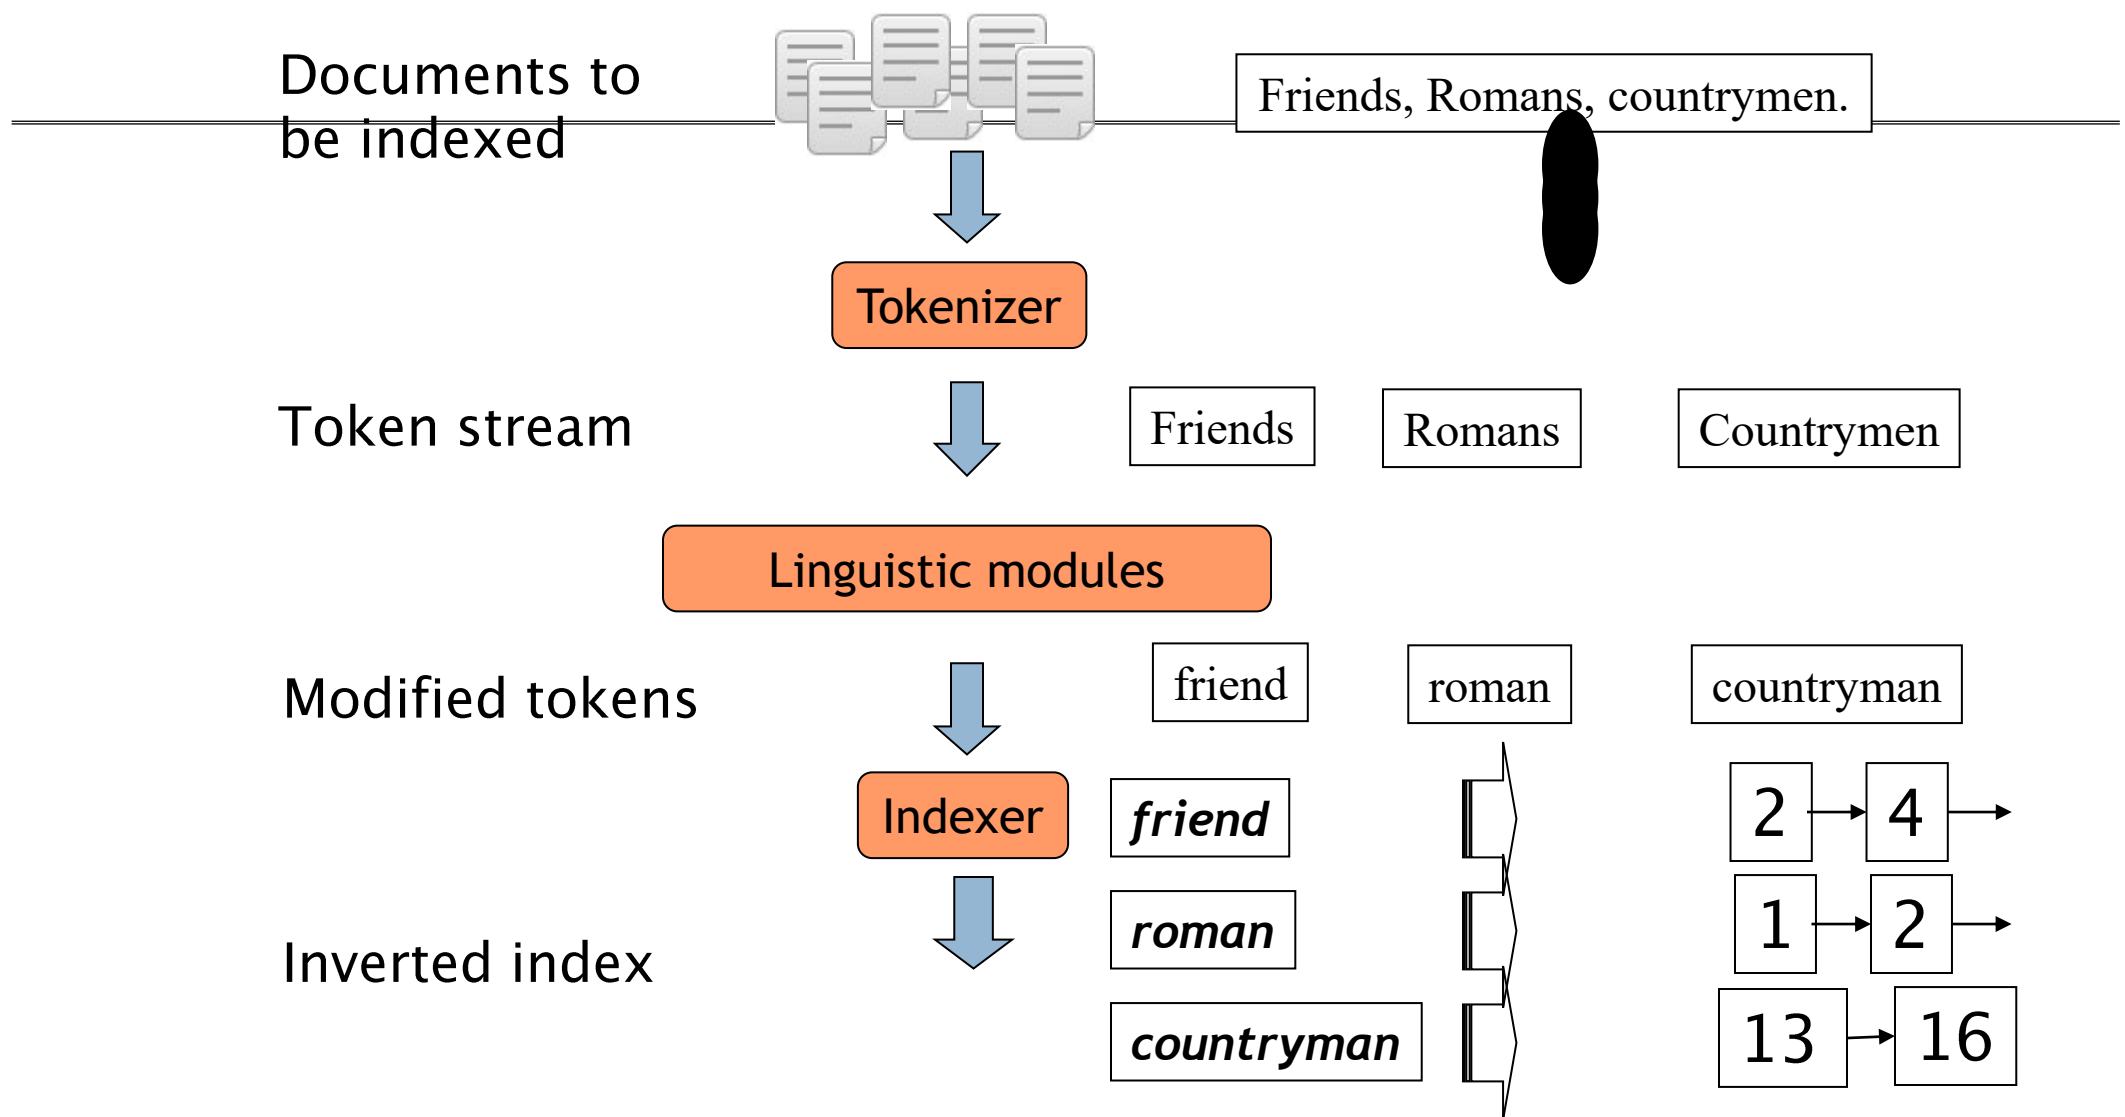 Documents to
be indexed
Friends, Romans, countrymen.
Tokenizer
Token stream
Friends
Romans
Countrymen
Linguistic modules
Modified tokens
friend
roman
countryman
Indexer
friend
2
4
roman
1
2
Inverted index
countryman
13
16